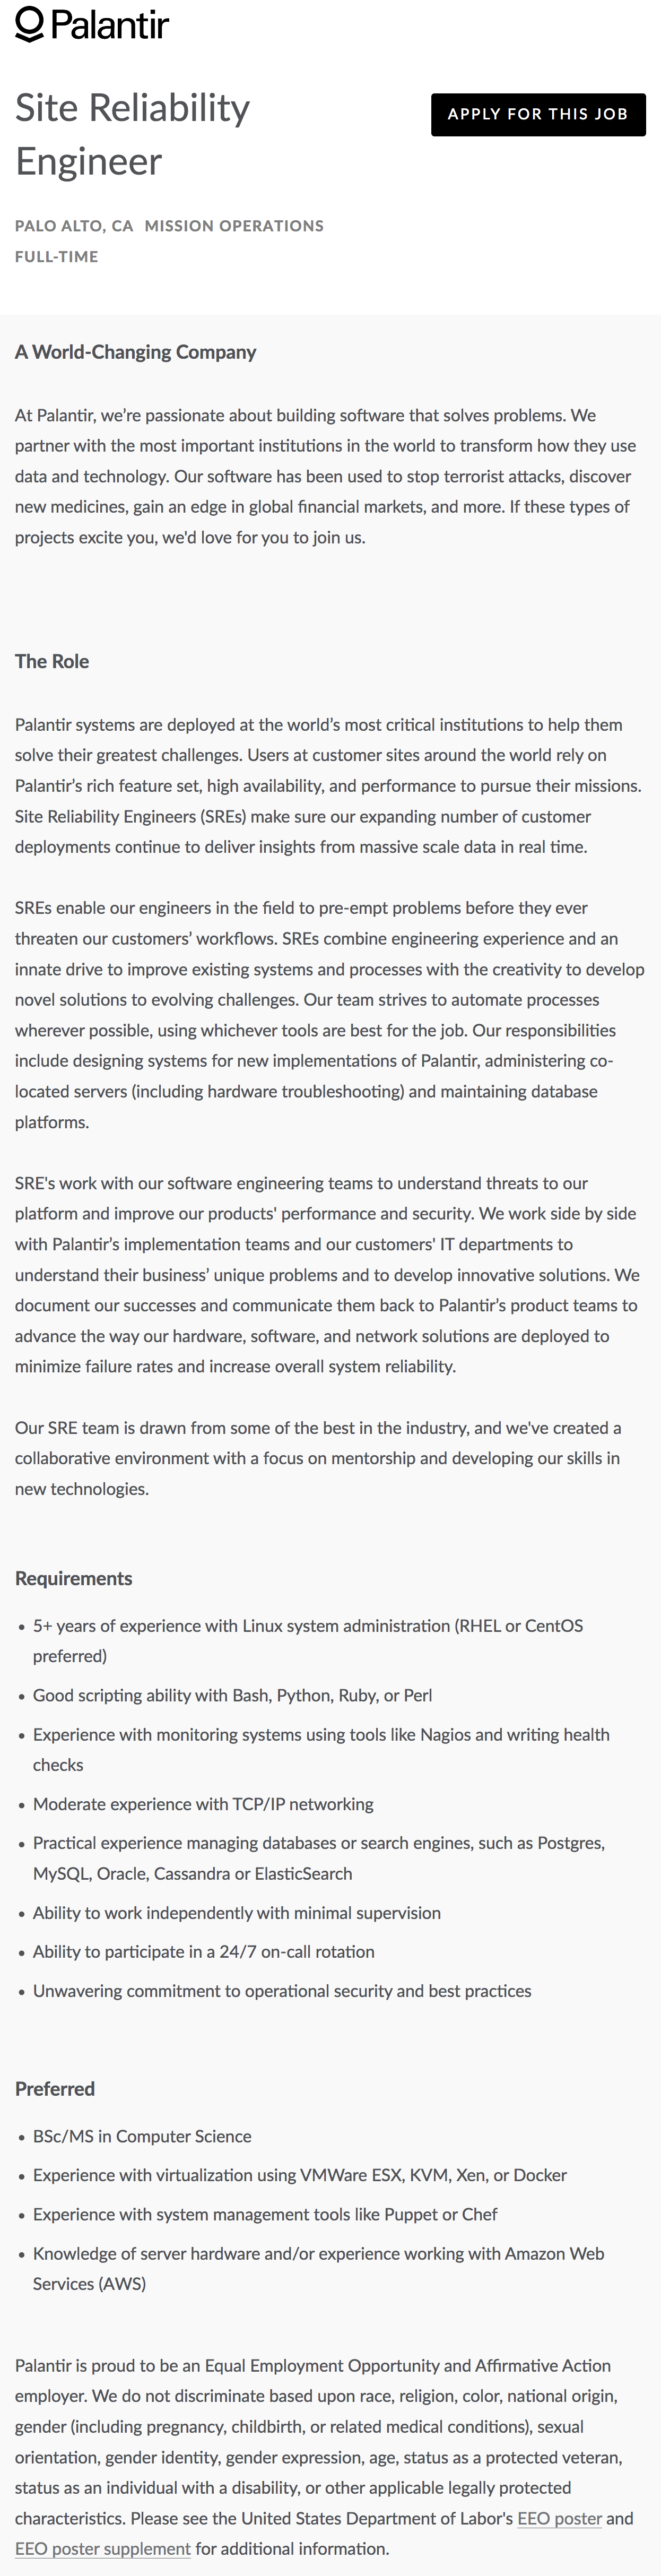 Palantir
Site Reliability
Engineer
APPLY FOR THIS JOB
PALO ALTO, CA MISSION OPERATIONS
FULL-TIME
A World-Changing Company
At Palantir, we’re passionate about building software that solves problems. We
partner with the most important institutions in the world to transform how they use
data and technology. Our software has been used to stop terrorist attacks, discover
new medicines, gain an edge in global financial markets, and more. If these types of
projects excite you, we'd love for you to join us.
The Role
Palantir systems are deployed at the world’s most critical institutions to help them
solve their greatest challenges. Users at customer sites around the world rely on
Palantir’s rich feature set, high availability, and performance to pursue their missions.
Site Reliability Engineers (SREs) make sure our expanding number of customer
deployments continue to deliver insights from massive scale data in real time.
SREs enable our engineers in the field to pre-empt problems before they ever
threaten our customers’ workflows. SREs combine engineering experience and an
innate drive to improve existing systems and processes with the creativity to develop
novel solutions to evolving challenges. Our team strives to automate processes
wherever possible, using whichever tools are best for the job. Our responsibilities
include designing systems for new implementations of Palantir, administering co-
located servers (including hardware troubleshooting) and maintaining database
platforms.
SRE's work with our software engineering teams to understand threats to our
platform and improve our products' performance and security. We work side by side
with Palantir’s implementation teams and our customers' IT departments to
understand their business’ unique problems and to develop innovative solutions. We
document our successes and communicate them back to Palantir’s product teams to
advance the way our hardware, software, and network solutions are deployed to
minimize failure rates and increase overall system reliability.
Our SRE team is drawn from some of the best in the industry, and we've created a
collaborative environment with a focus on mentorship and developing our skills in
new technologies.
Requirements
• 5+ years of experience with Linux system administration (RHEL or CentOS
preferred)
• Good scripting ability with Bash, Python, Ruby, or Perl
• Experience with monitoring systems using tools like Nagios and writing health
checks
• Moderate experience with TCP/IP networking
• Practical experience managing databases or search engines, such as Postgres,
MySQL, Oracle, Cassandra or ElasticSearch
• Ability to work independently with minimal supervision
• Ability to participate in a 24/7 on-call rotation
• Unwavering commitment to operational security and best practices
Preferred
• BSc/MS in Computer Science
• Experience with virtualization using VMWare ESX, KVM, Xen, or Docker
• Experience with system management tools like Puppet or Chef
• Knowledge of server hardware and/or experience working with Amazon Web
Services (AWS)
Palantir is proud to be an Equal Employment Opportunity and Affirmative Action
employer. We do not discriminate based upon race, religion, color, national origin,
gender (including pregnancy, childbirth, or related medical conditions), sexual
orientation, gender identity, gender expression, age, status as a protected veteran,
status as an individual with a disability, or other applicable legally protected
characteristics. Please see the United States Department of Labor's EEO poster and
EEO poster supplement for additional information.